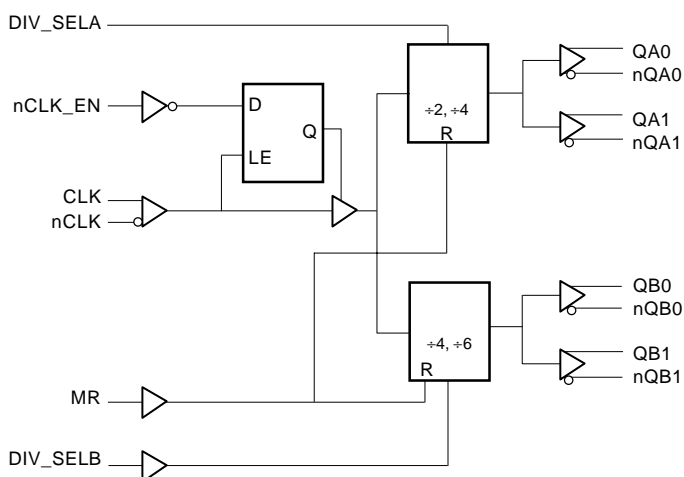 DIV_SELA
nCLK_EN
D
Q
LE
CLK
nCLK
÷2, ÷4
R
QA0
nQA0
QA1
nQA1
÷4, ÷6
R
QB0
nQB0
QB1
nQB1
MR
DIV_SELB